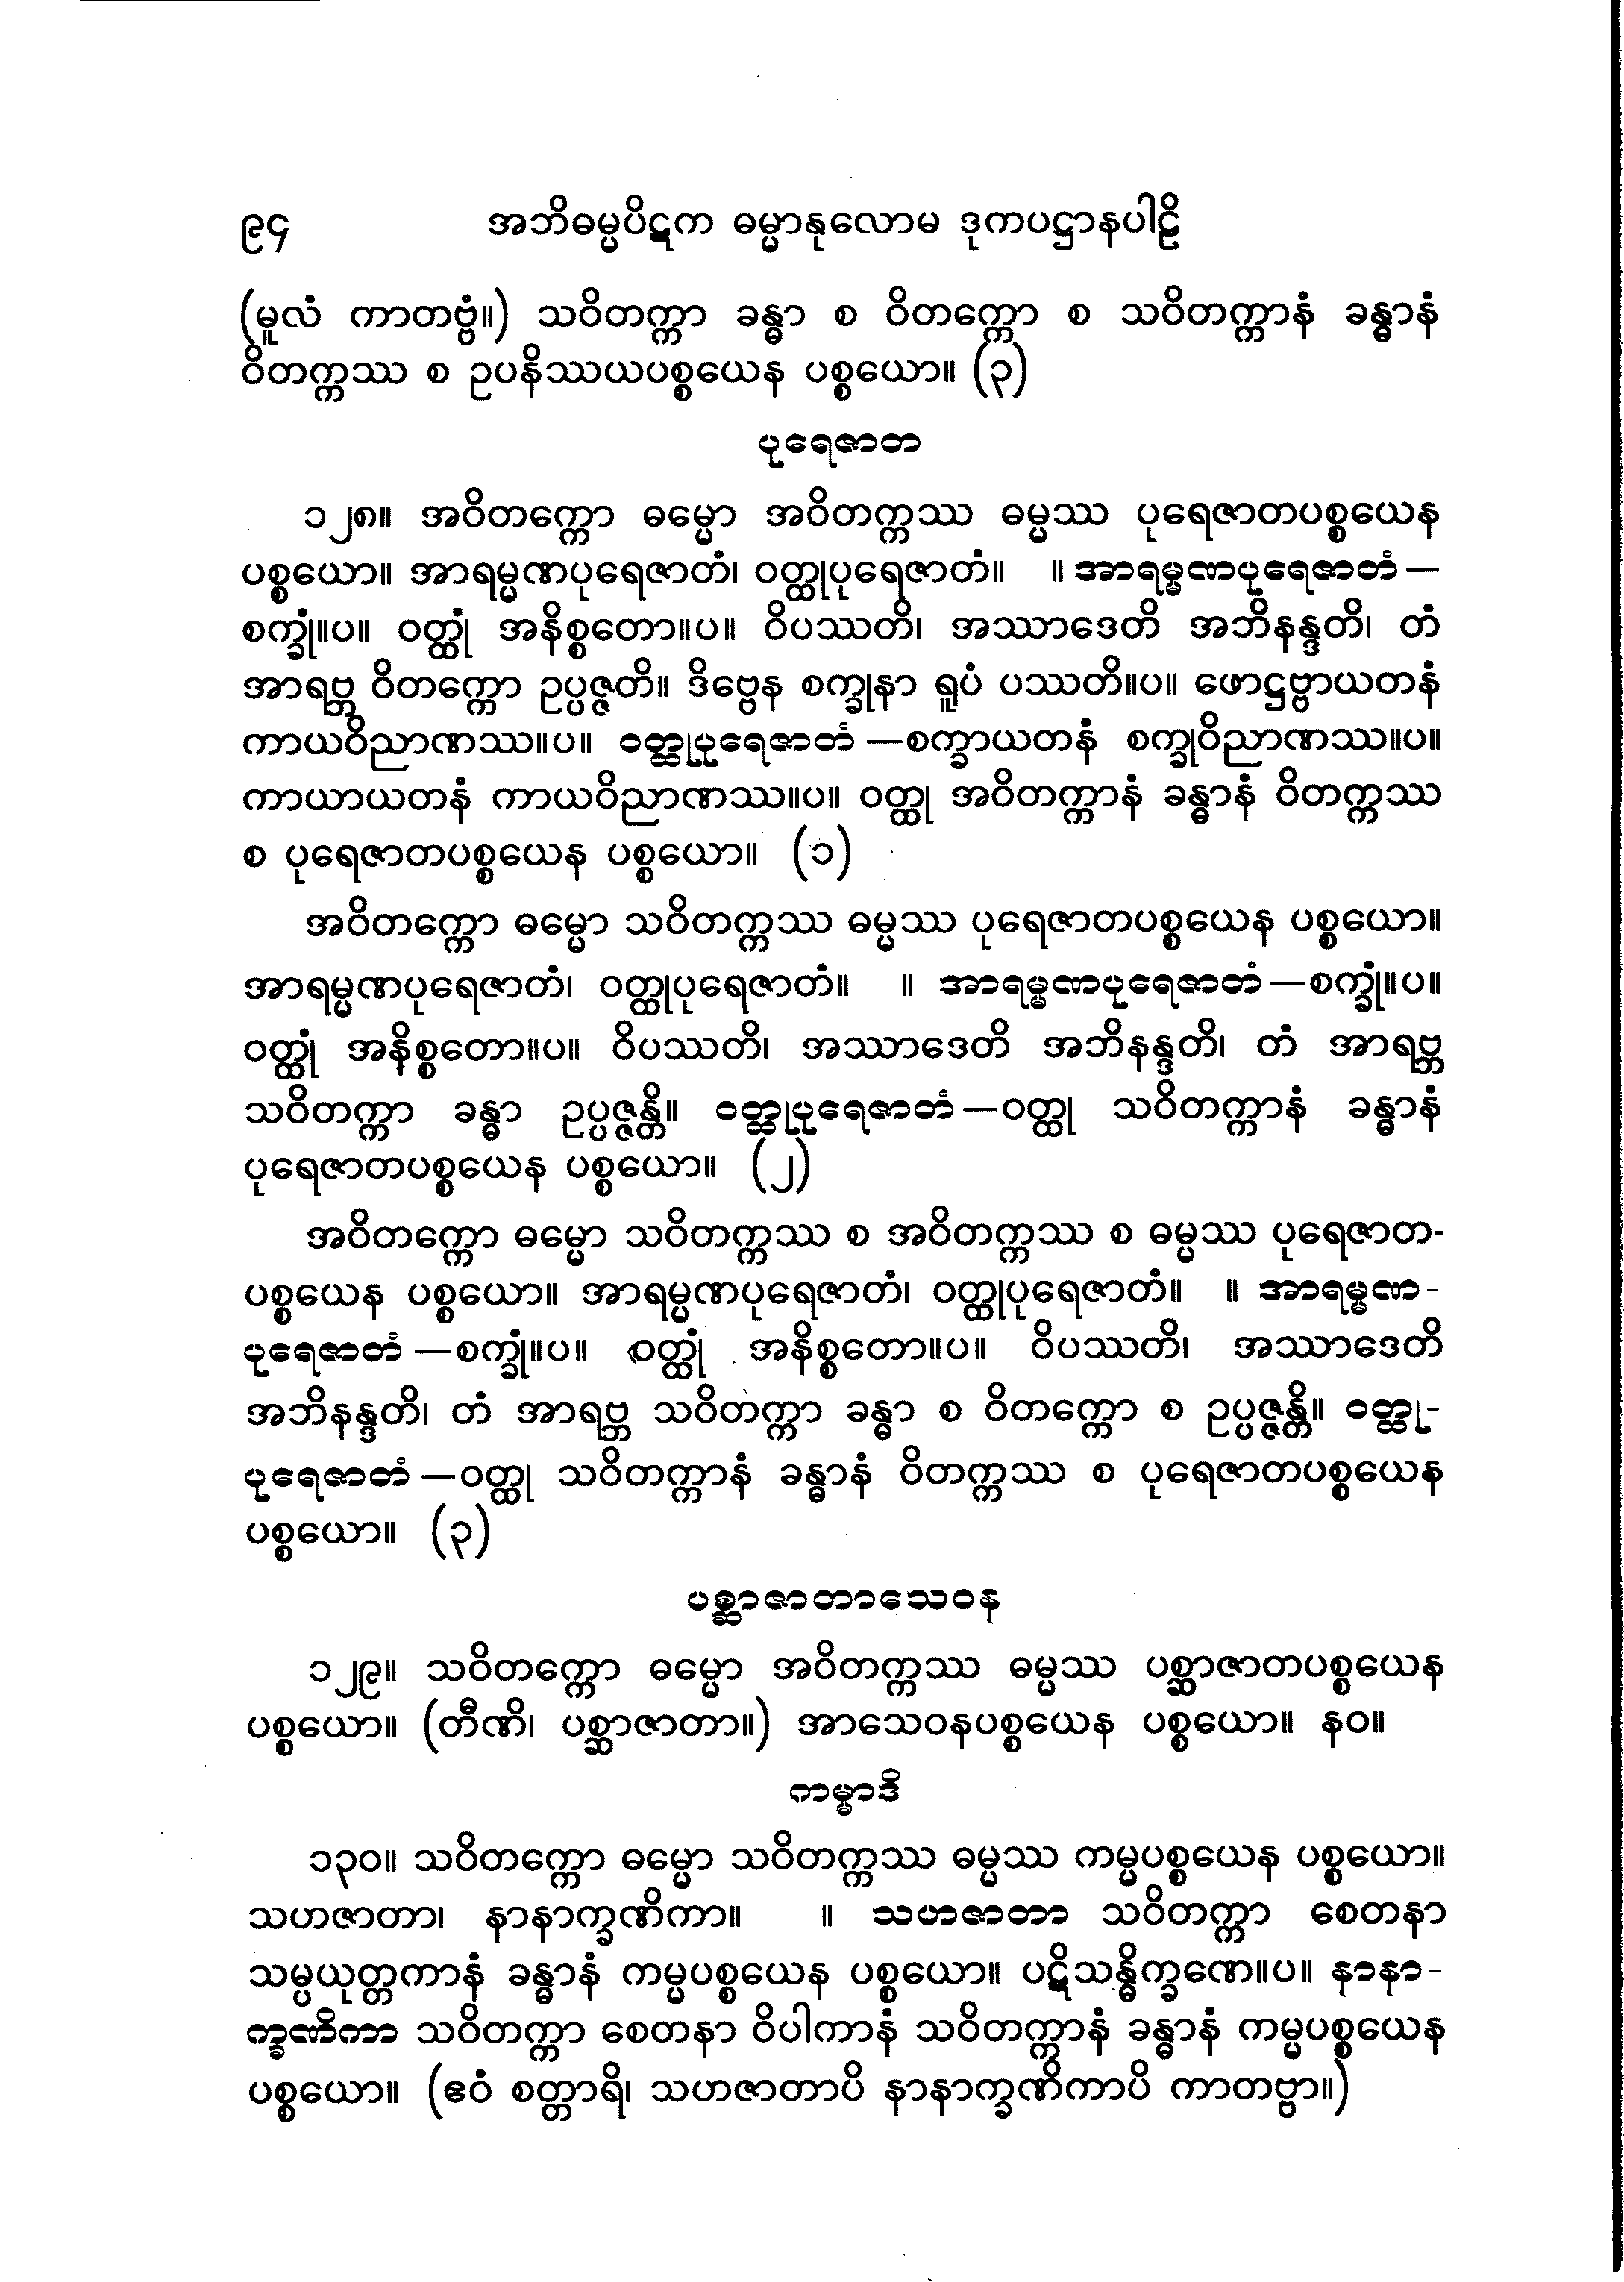 ၉၄ အဘိဓမ္မပိဋက ဓမ္မာနုလောမ ဒုကပဋ္ဌာနပါဠိ
(မူလံ ကာတဗ္ဗံ။) သဝိတက္ကာ ခန္ဓာ စ ဝိတက္ကော စ သဝိတက္ကာနံ ခန္ဓာနံ
ဝိတက္ကဿ စ ဥပနိဿယပစ္စယေန ပစ္စယော။ (၃)
ပုရေဇာတ
၁၂၈။ အဝိတက္ကော ဓမ္မော အဝိတက္ကဿ ဓမ္မဿ ပုရေဇာတပစ္စယေန
ပစ္စယော။ အာရမ္မဏပုရေဇာတံ၊ ဝတ္ထုပုရေဇာတံ။ ။ အာရမ္မဏပုရေဇာတံ—
စက္ခုံ။ပ။ ဝတ္ထုံ အနိစ္စတော။ပ။ ဝိပဿတိ၊ အဿာဒေတိ အဘိနန္ဒတိ၊ တံ
အာရဗ္ဘ ဝိတက္ကော ဥပ္ပဇ္ဇတိ။ ဒိဗ္ဗေန စက္ခုနာ ရူပံ ပဿတိ။ပ။ ဖောဋ္ဌဗ္ဗာယတနံ
ကာယဝိညာဏဿ။ပ။ ဝတ္ထုပုရေဇာတံ—စက္ခာယတနံ စက္ခုဝိညာဏဿ။ပ။
ကာယာယတနံ ကာယဝိညာဏဿ။ပ။ ဝတ္ထု အဝိတက္ကာနံ ခန္ဓာနံ ဝိတက္ကဿ
စ ပုရေဇာတပစ္စယေန ပစ္စယော။ (၁)
အဝိတက္ကော ဓမ္မော သဝိတက္ကဿ ဓမ္မဿ ပုရေဇာတပစ္စယေန ပစ္စယော။
အာရမ္မဏပုရေဇာတံ၊ ဝတ္ထုပုရေဇာတံ။ ။ အာရမ္မဏပုရေဇာတံ—စက္ခုံ။ပ။
ဝတ္ထုံ အနိစ္စတော။ပ။ ဝိပဿတိ၊ အဿာဒေတိ အဘိနန္ဒတိ၊ တံ အာရဗ္ဘ
သဝိတက္ကာ ခန္ဓာ ဥပ္ပဇ္ဇန္တိ။ ဝတ္ထုပုရေဇာတံ—ဝတ္ထု သဝိတက္ကာနံ ခန္ဓာနံ
ပုရေဇာတပစ္စယေန ပစ္စယော။ (၂)
အဝိတက္ကော ဓမ္မော သဝိတက္ကဿ စ အဝိတက္ကဿ စ ဓမ္မဿ ပုရေဇာတ-
ပစ္စယေန ပစ္စယော။ အာရမ္မဏပုရေဇာတံ၊ ဝတ္ထုပုရေဇာတံ။ ။ အာရမ္မဏ-
ပုရေဇာတံ—စက္ခုံ။ပ။ ဝတ္ထုံ အနိစ္စတော။ပ။ ဝိပဿတိ၊ အဿာဒေတိ
အဘိနန္ဒတိ၊ တံ အာရဗ္ဘ သဝိတက္ကာ ခန္ဓာ စ ဝိတက္ကော စ ဥပ္ပဇ္ဇန္တိ။ ဝတ္ထု-
ပုရေဇာတံ—ဝတ္ထု သဝိတက္ကာနံ ခန္ဓာနံ ဝိတက္ကဿ စ ပုရေဇာတပစ္စယေန
ပစ္စယော။ (၃)
ပစ္ဆာဇာတာသေဝန
၁၂၉။ သဝိတက္ကော ဓမ္မော အဝိတက္ကဿ ဓမ္မဿ ပစ္ဆာဇာတပစ္စယေန
ပစ္စယော။ (တီဏိ၊ ပစ္ဆာဇာတာ။) အာသေဝနပစ္စယေန ပစ္စယော။ နဝ။
ကမ္မာဒိ
၁၃၀။ သဝိတက္ကော ဓမ္မော သဝိတက္ကဿ ဓမ္မဿ ကမ္မပစ္စယေန ပစ္စယော။
သဟဇာတာ၊ နာနာက္ခဏိကာ။ ။ သဟဇာတာ သဝိတက္ကာ စေတနာ
သမ္ပယုတ္တကာနံ ခန္ဓာနံ ကမ္မပစ္စယေန ပစ္စယော။ ပဋိသန္ဓိက္ခဏေ။ပ။ နာနာ-
က္ခဏိကာ သဝိတက္ကာ စေတနာ ဝိပါကာနံ သဝိတက္ကာနံ ခန္ဓာနံ ကမ္မပစ္စယေန
ပစ္စယော။ (ဧဝံ စတ္တာရိ၊ သဟဇာတာပိ နာနာက္ခဏိကာပိ ကာတဗ္ဗာ။)